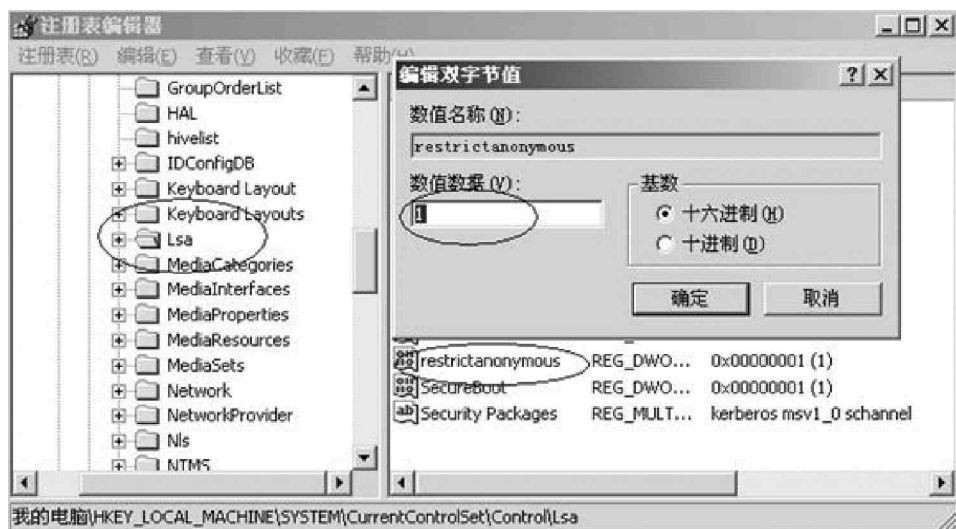 注册表编辑器
注册表(R) 编辑(E) 查看(V) 收藏(F) 帮助(H)
GroupOrderList
HAL
hivelist
IDConfigDB
Keyboard Layout
Keyboard Layouts
Lsa
MediaCategories
MediaInterfaces
MediaProperties
MediaResources
MediaSets
Network
NetworkProvider
Nls
NTMS
编辑双字节值
数值名称(N):
restrictanonymous
数值数据(V):
1
基数
十六进制(H)
十进制(D)
确定 取消
restrictanonymous REG_DWO... 0x00000001 (1)
SecureBoot REG_DWO... 0x00000001 (1)
Security Packages REG_MULT... kerberos msv1_0 schannel
我的电脑\HKEY_LOCAL_MACHINE\SYSTEM\CurrentControlSet\Control\Lsa